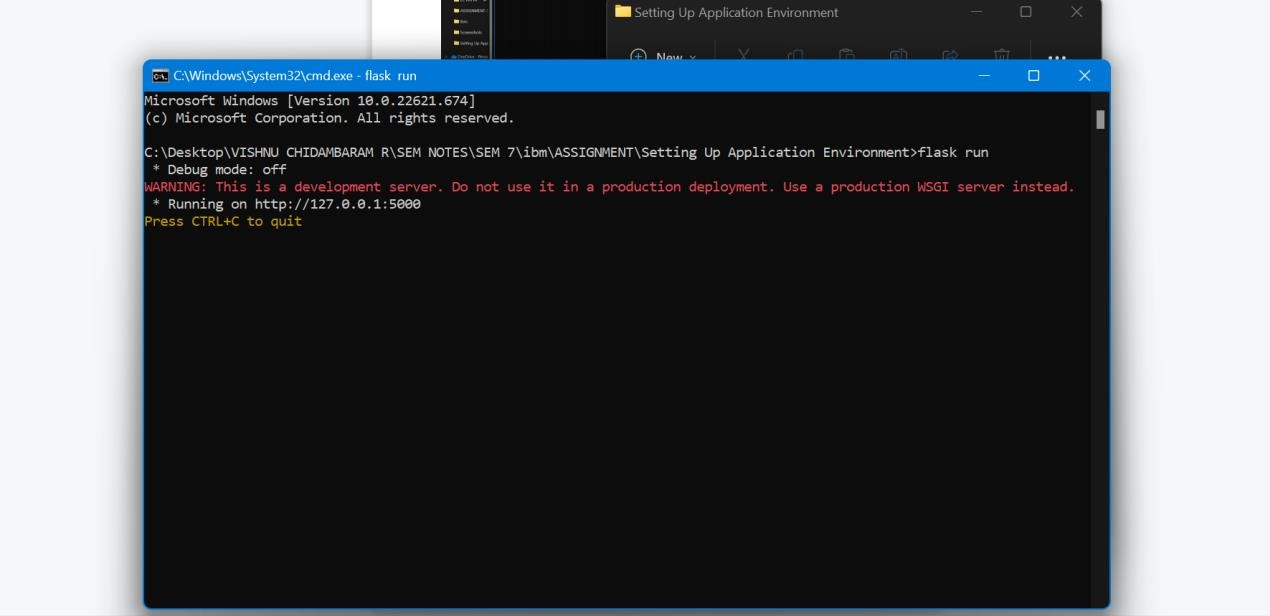 Setting Up Application Environment
New
C:\Windows\System32\cmd.exe - flask  run
Microsoft Windows [Version 10.0.22621.674]
(c) Microsoft Corporation. All rights reserved.
C:\Desktop\VISHNU CHIDAMBARAM R\SEM NOTES\SEM 7\ibm\ASSIGNMENT\Setting Up Application Environment>flask run
 * Debug mode: off
WARNING: This is a development server. Do not use it in a production deployment. Use a production WSGI server instead.
 * Running on http://127.0.0.1:5000
Press CTRL+C to quit